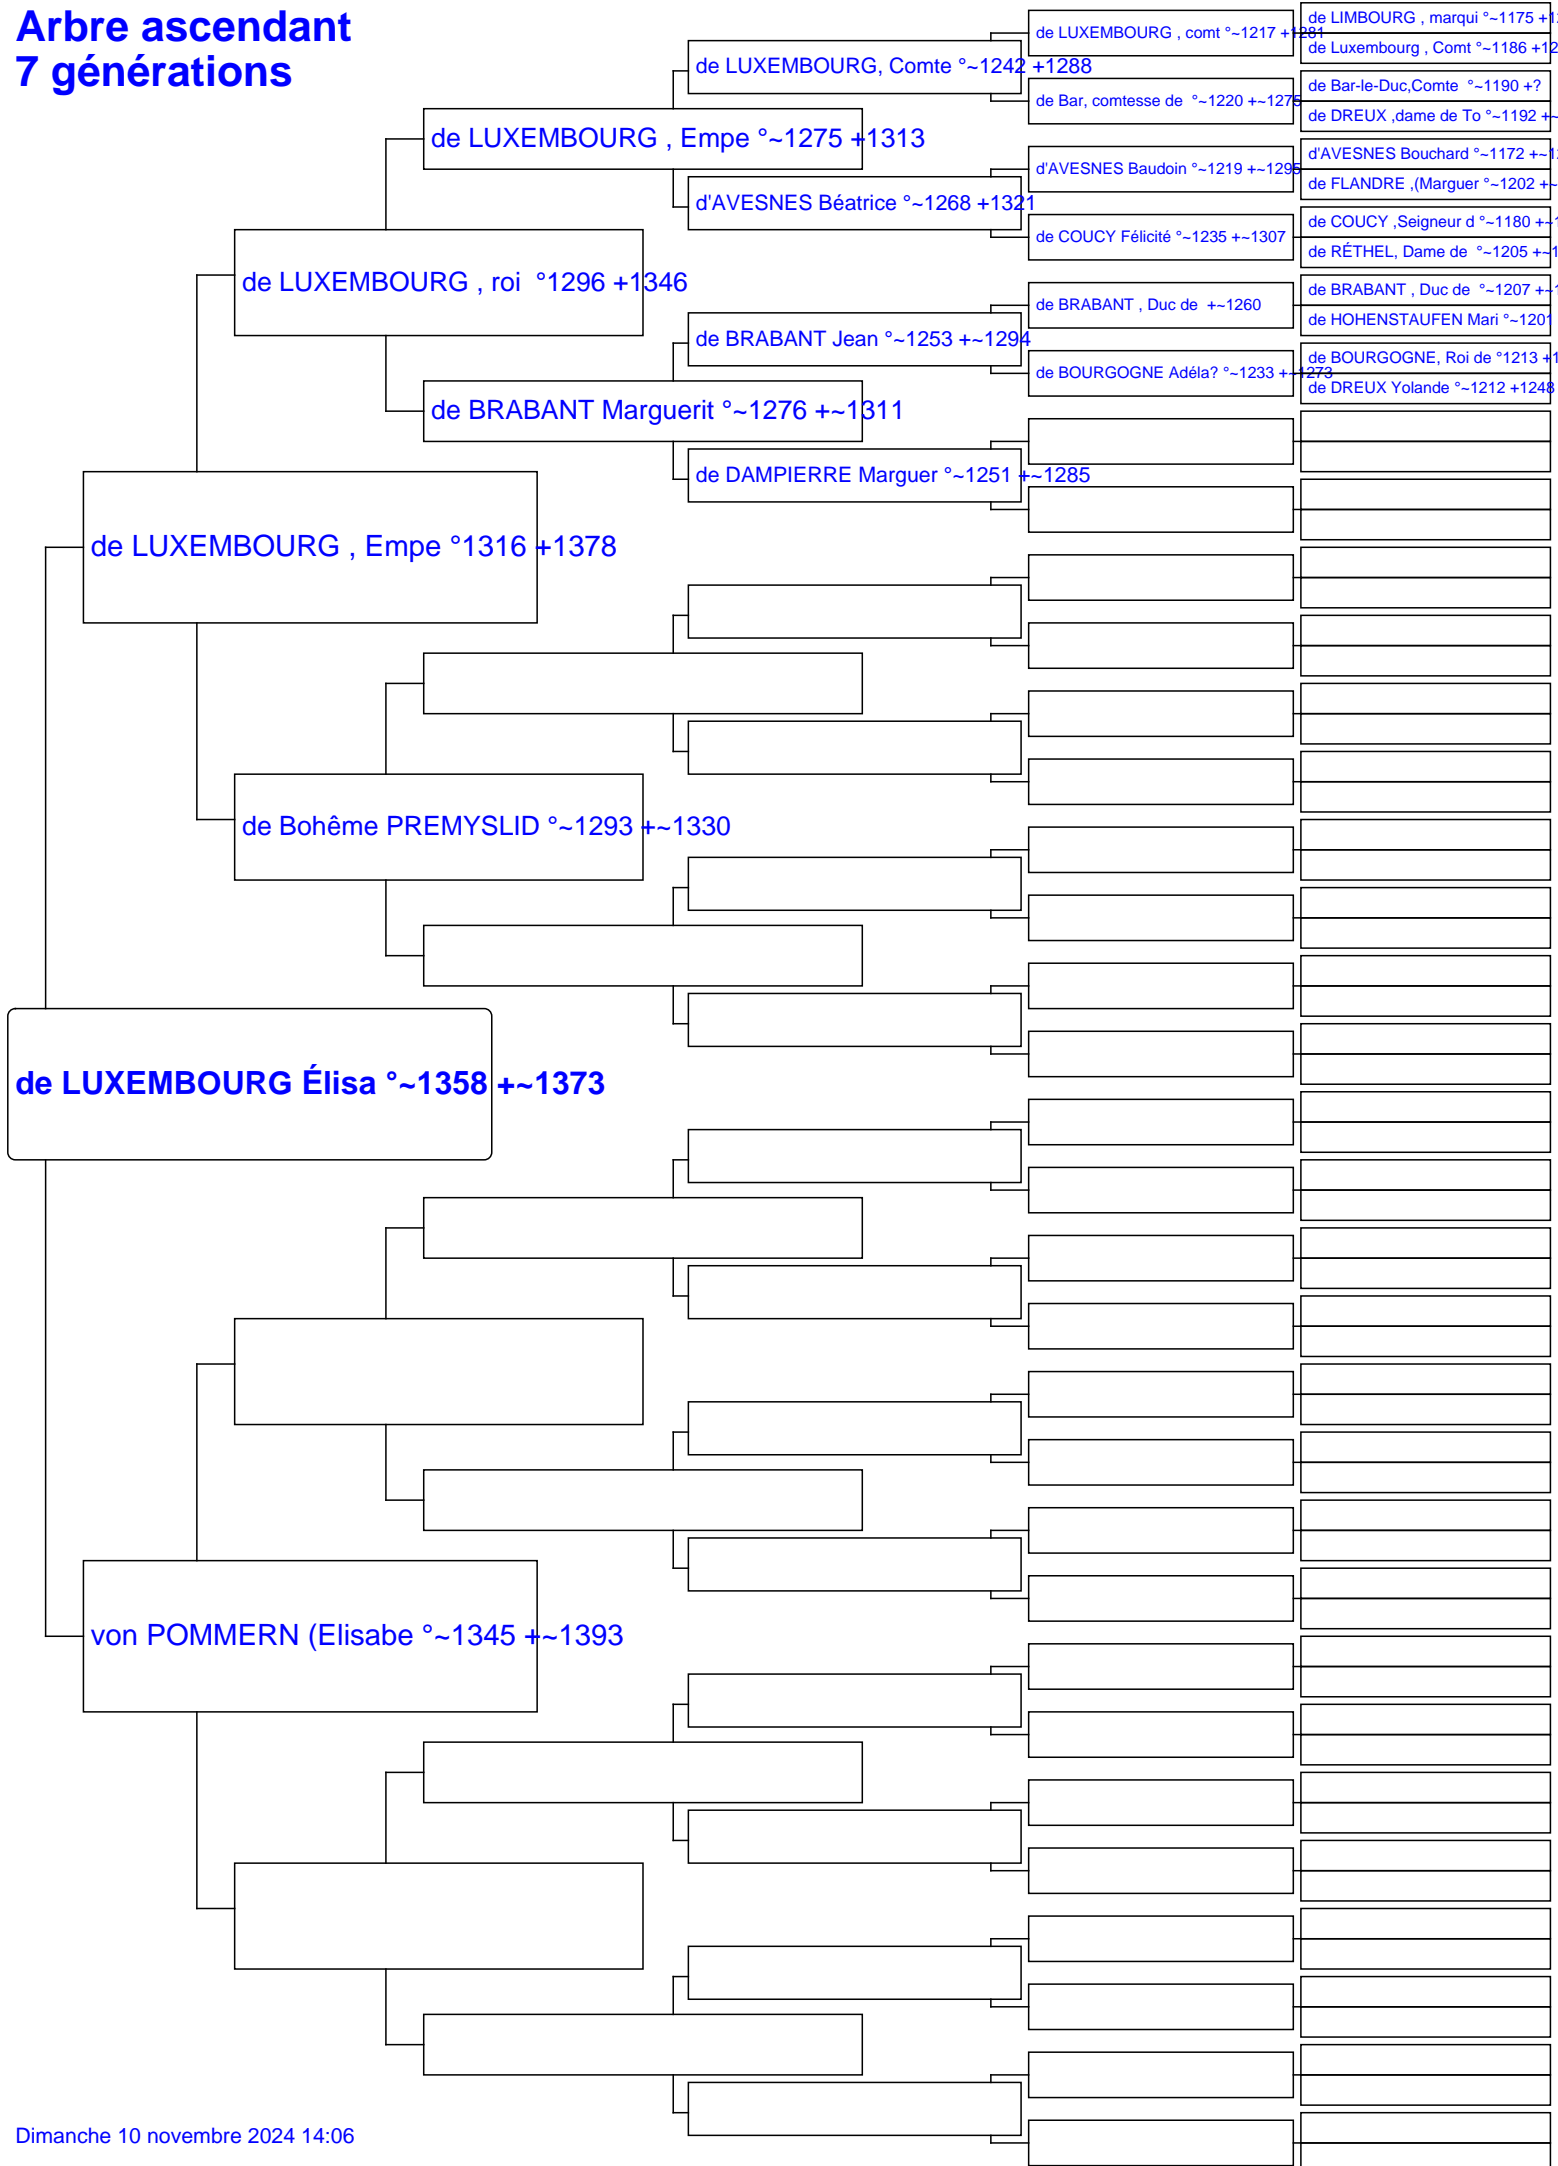 Arbre ascendant
7 générations
de LUXEMBOURG , comt °~1217 +1281
de LIMBOURG , marqui °~1175 +12
de Luxembourg , Comt °~1186 +12
de LUXEMBOURG, Comte °~1242 +1288
de Bar, comtesse de  °~1220 +~1275
de Bar-le-Duc,Comte  °~1190 +?
de DREUX ,dame de To °~1192 +~
de LUXEMBOURG , Empe °~1275 +1313
d'AVESNES Baudoin °~1219 +~1295
d'AVESNES Bouchard °~1172 +~12
de FLANDRE ,(Marguer °~1202 +~
d'AVESNES Béatrice °~1268 +1321
de COUCY Félicité °~1235 +~1307
de COUCY ,Seigneur d °~1180 +~1
de RÉTHEL, Dame de  °~1205 +~1
de LUXEMBOURG , roi  °1296 +1346
de BRABANT , Duc de  +~1260
de BRABANT , Duc de  °~1207 +~1
de HOHENSTAUFEN Mari °~1201
de BRABANT Jean °~1253 +~1294
de BOURGOGNE Adéla? °~1233 +~1273
de BOURGOGNE, Roi de °1213 +1
de DREUX Yolande °~1212 +1248
de BRABANT Marguerit °~1276 +~1311
de DAMPIERRE Marguer °~1251 +~1285
de LUXEMBOURG , Empe °1316 +1378
de Bohême PREMYSLID °~1293 +~1330
de LUXEMBOURG Élisa °~1358 +~1373
von POMMERN (Elisabe °~1345 +~1393
Dimanche 10 novembre 2024 14:06